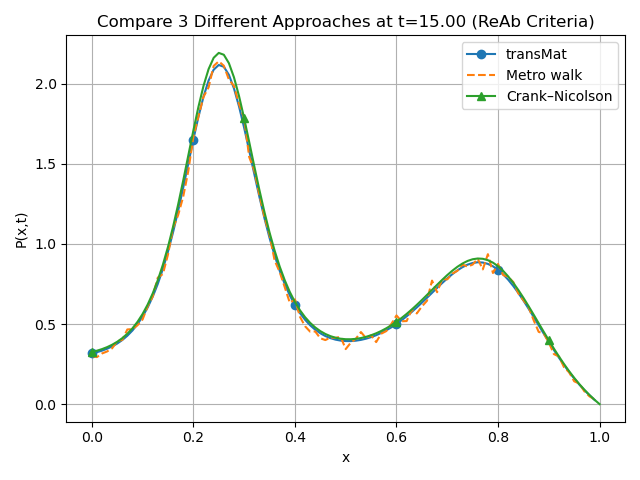 Compare 3 Different Approaches at t=15.00 (ReAb Criteria)
transMat
Metro walk
Crank–Nicolson
P(x,t)
2.0
1.5
1.0
0.5
0.0
0.0 0.2 0.4 0.6 0.8 1.0
x